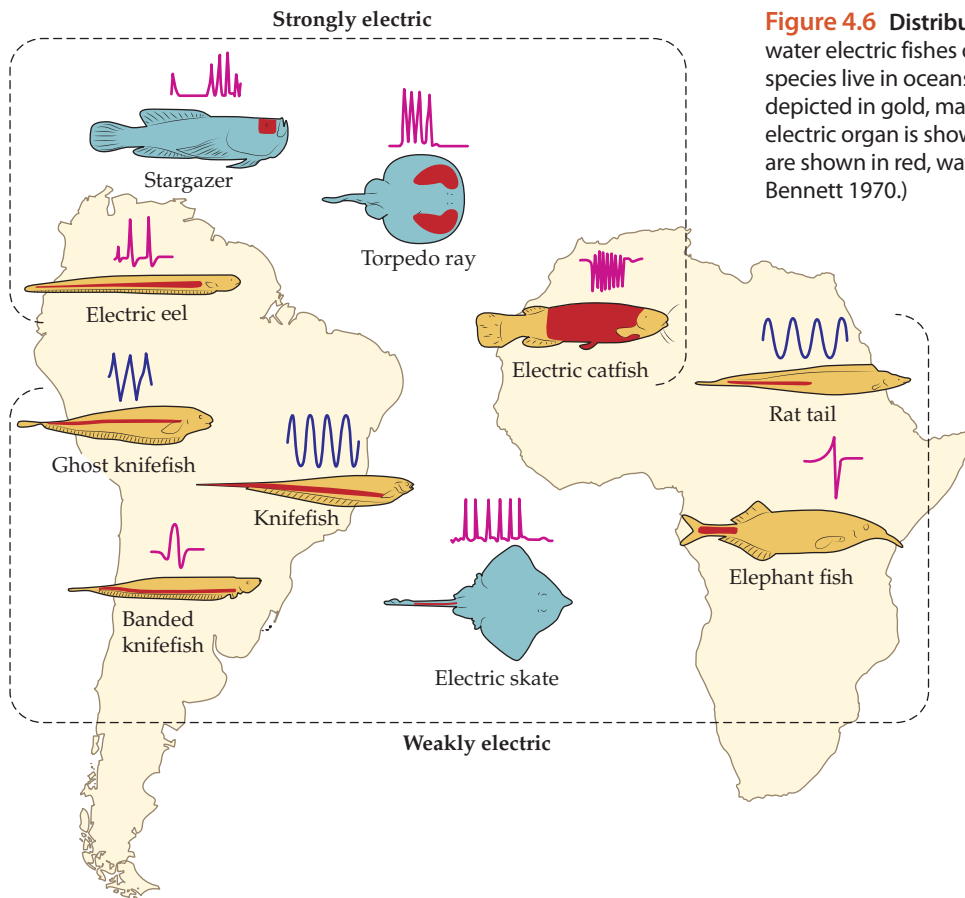 Strongly electric
Figure 4.6 Distribu
water electric fishes
species live in oceans
depicted in gold, ma
electric organ is show
are shown in red, wa
Bennett 1970.)
Stargazer
Torpedo ray
Electric eel
Electric catfish
Rat tail
Ghost knifefish
Knifefish
Elephant fish
Banded
knifefish
Electric skate
Weakly electric